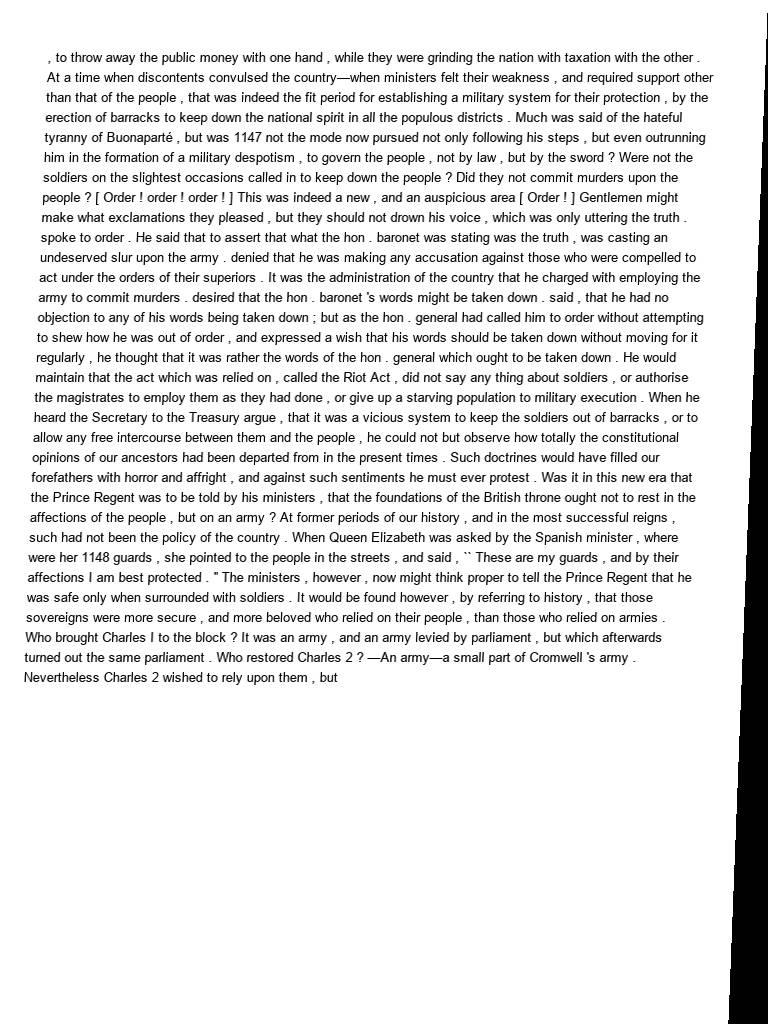 , to throw away the public money with one hand , while they were grinding the nation with taxation with the other .
At a time when discontents convulsed the country—when ministers felt their weakness , and required support other
than that of the people , that was indeed the fit period for establishing a military system for their protection , by the
erection of barracks to keep down the national spirit in all the populous districts . Much was said of the hateful
tyranny of Buonaparté , but was 1147 not the mode now pursued not only following his steps , but even outrunning
him in the formation of a military despotism , to govern the people , not by law , but by the sword ? Were not the
soldiers on the slightest occasions called in to keep down the people ? Did they not commit murders upon the
people ? [ Order ! order ! order ! ] This was indeed a new , and an auspicious area [ Order ! ] Gentlemen might
make what exclamations they pleased , but they should not drown his voice , which was only uttering the truth .
spoke to order . He said that to assert that what the hon . baronet was stating was the truth , was casting an
undeserved slur upon the army . denied that he was making any accusation against those who were compelled to
act under the orders of their superiors . It was the administration of the country that he charged with employing the
army to commit murders . desired that the hon . baronet 's words might be taken down . said , that he had no
objection to any of his words being taken down ; but as the hon . general had called him to order without attempting
to shew how he was out of order , and expressed a wish that his words should be taken down without moving for it
regularly , he thought that it was rather the words of the hon . general which ought to be taken down . He would
maintain that the act which was relied on , called the Riot Act , did not say any thing about soldiers , or authorise
the magistrates to employ them as they had done , or give up a starving population to military execution . When he
heard the Secretary to the Treasury argue , that it was a vicious system to keep the soldiers out of barracks , or to
allow any free intercourse between them and the people , he could not but observe how totally the constitutional
opinions of our ancestors had been departed from in the present times . Such doctrines would have filled our
forefathers with horror and affright , and against such sentiments he must ever protest . Was it in this new era that
the Prince Regent was to be told by his ministers , that the foundations of the British throne ought not to rest in the
affections of the people , but on an army ? At former periods of our history , and in the most successful reigns ,
such had not been the policy of the country . When Queen Elizabeth was asked by the Spanish minister , where
were her 1148 guards , she pointed to the people in the streets , and said , `` These are my guards , and by their
affections I am best protected . '' The ministers , however , now might think proper to tell the Prince Regent that he
was safe only when surrounded with soldiers . It would be found however , by referring to history , that those
sovereigns were more secure , and more beloved who relied on their people , than those who relied on armies .
Who brought Charles I to the block ? It was an army , and an army levied by parliament , but which afterwards
turned out the same parliament . Who restored Charles 2 ? —An army—a small part of Cromwell 's army .
Nevertheless Charles 2 wished to rely upon them , but